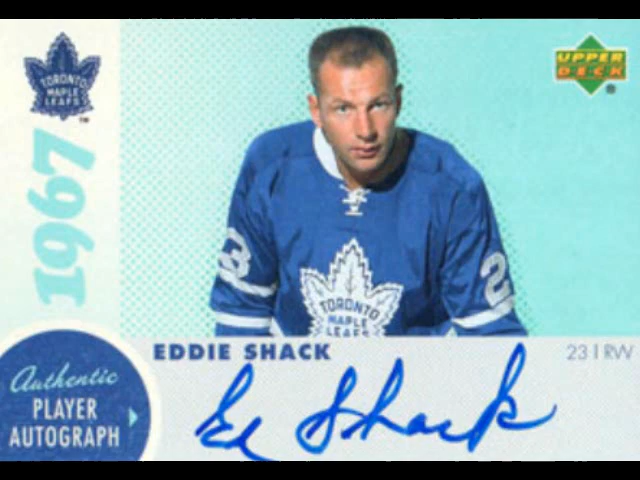 TORONTO
MAPLE
LEAFS
TM
UPPER
DECK
®
1967
23
23
TORONTO
MAPLE
LEAFS
EDDIE SHACK
23 | RW
Authentic
PLAYER
AUTOGRAPH
Ed Shack